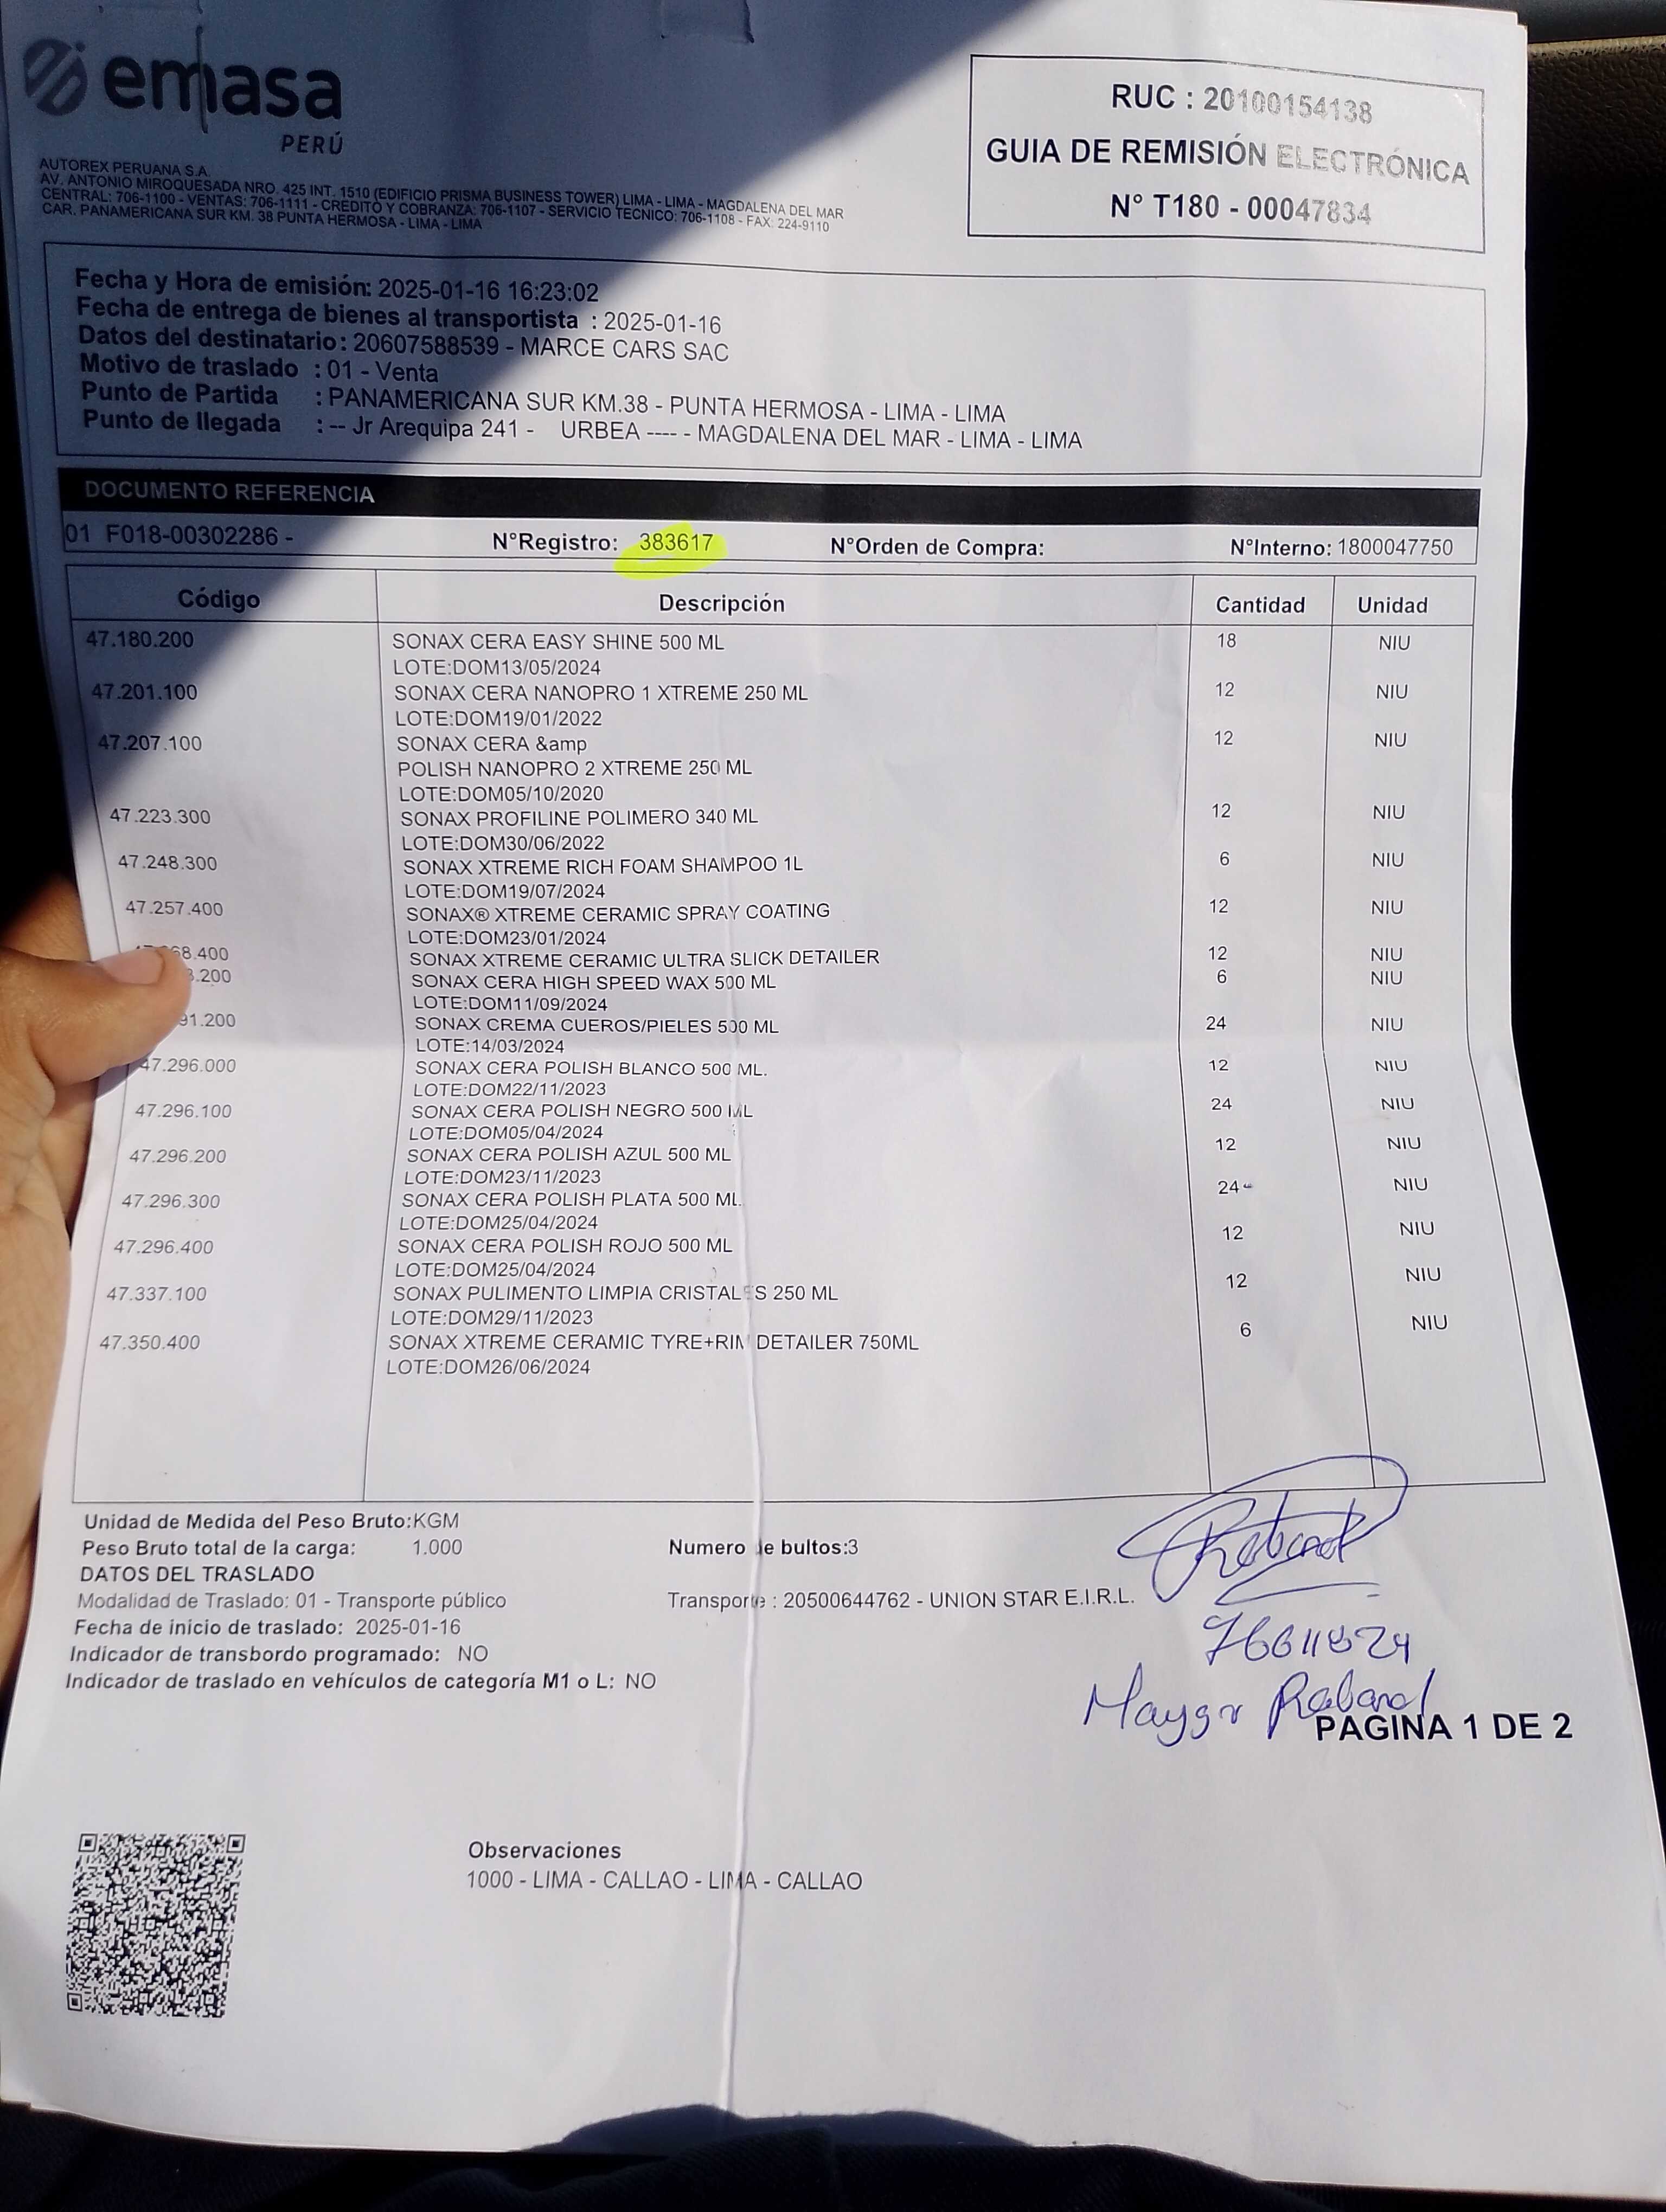 emasa
PERÚ
AUTOREX PERUANA S.A.
AV. ANTONIO MIROQUESADA NRO. 425 INT. 1510 (EDIFICIO PRISMA BUSINESS TOWER) LIMA - LIMA - MAGDALENA DEL MAR
CENTRAL: 706-1100 - VENTAS: 706-1111 - CREDITO Y COBRANZA: 706-1107 - SERVICIO TECNICO: 706-1108 - FAX: 224-9110
CAR. PANAMERICANA SUR KM. 38 PUNTA HERMOSA - LIMA - LIMA
RUC : 20100154138
GUIA DE REMISIÓN ELECTRÓNICA
N° T180 - 00047834
Fecha y Hora de emisión: 2025-01-16 16:23:02
Fecha de entrega de bienes al transportista : 2025-01-16
Datos del destinatario: 20607588539 - MARCE CARS SAC
Motivo de traslado : 01 - Venta
Punto de Partida : PANAMERICANA SUR KM.38 - PUNTA HERMOSA - LIMA - LIMA
Punto de llegada : -- Jr Arequipa 241 - URBEA ---- - MAGDALENA DEL MAR - LIMA - LIMA
DOCUMENTO REFERENCIA
01 F018-00302286 - N°Registro: 383617 N°Orden de Compra: N°Interno: 1800047750
Código Descripción Cantidad Unidad
47.180.200 SONAX CERA EASY SHINE 500 ML 18 NIU
LOTE:DOM13/05/2024
47.201.100 SONAX CERA NANOPRO 1 XTREME 250 ML 12 NIU
LOTE:DOM19/01/2022
47.207.100 SONAX CERA &amp 12 NIU
POLISH NANOPRO 2 XTREME 250 ML
LOTE:DOM05/10/2020
47.223.300 SONAX PROFILINE POLIMERO 340 ML 12 NIU
LOTE:DOM30/06/2022
47.248.300 SONAX XTREME RICH FOAM SHAMPOO 1L 6 NIU
LOTE:DOM19/07/2024
47.257.400 SONAX® XTREME CERAMIC SPRAY COATING 12 NIU
LOTE:DOM23/01/2024
68.400 SONAX XTREME CERAMIC ULTRA SLICK DETAILER 12 NIU
.200 SONAX CERA HIGH SPEED WAX 500 ML 6 NIU
LOTE:DOM11/09/2024
91.200 SONAX CREMA CUEROS/PIELES 500 ML 24 NIU
LOTE:14/03/2024
47.296.000 SONAX CERA POLISH BLANCO 500 ML. 12 NIU
LOTE:DOM22/11/2023
47.296.100 SONAX CERA POLISH NEGRO 500 ML 24 NIU
LOTE:DOM05/04/2024
47.296.200 SONAX CERA POLISH AZUL 500 ML 12 NIU
LOTE:DOM23/11/2023
47.296.300 SONAX CERA POLISH PLATA 500 ML. 24 NIU
LOTE:DOM25/04/2024
47.296.400 SONAX CERA POLISH ROJO 500 ML 12 NIU
LOTE:DOM25/04/2024
47.337.100 SONAX PULIMENTO LIMPIA CRISTALES 250 ML 12 NIU
LOTE:DOM29/11/2023
47.350.400 SONAX XTREME CERAMIC TYRE+RIM DETAILER 750ML 6 NIU
LOTE:DOM26/06/2024
Unidad de Medida del Peso Bruto:KGM
Peso Bruto total de la carga: 1.000 Numero de bultos:3
DATOS DEL TRASLADO
Modalidad de Traslado: 01 - Transporte público Transporte : 20500644762 - UNION STAR E.I.R.L.
Fecha de inicio de traslado: 2025-01-16
Indicador de transbordo programado: NO
Indicador de traslado en vehículos de categoría M1 o L: NO
PAGINA 1 DE 2
Observaciones
1000 - LIMA - CALLAO - LIMA - CALLAO